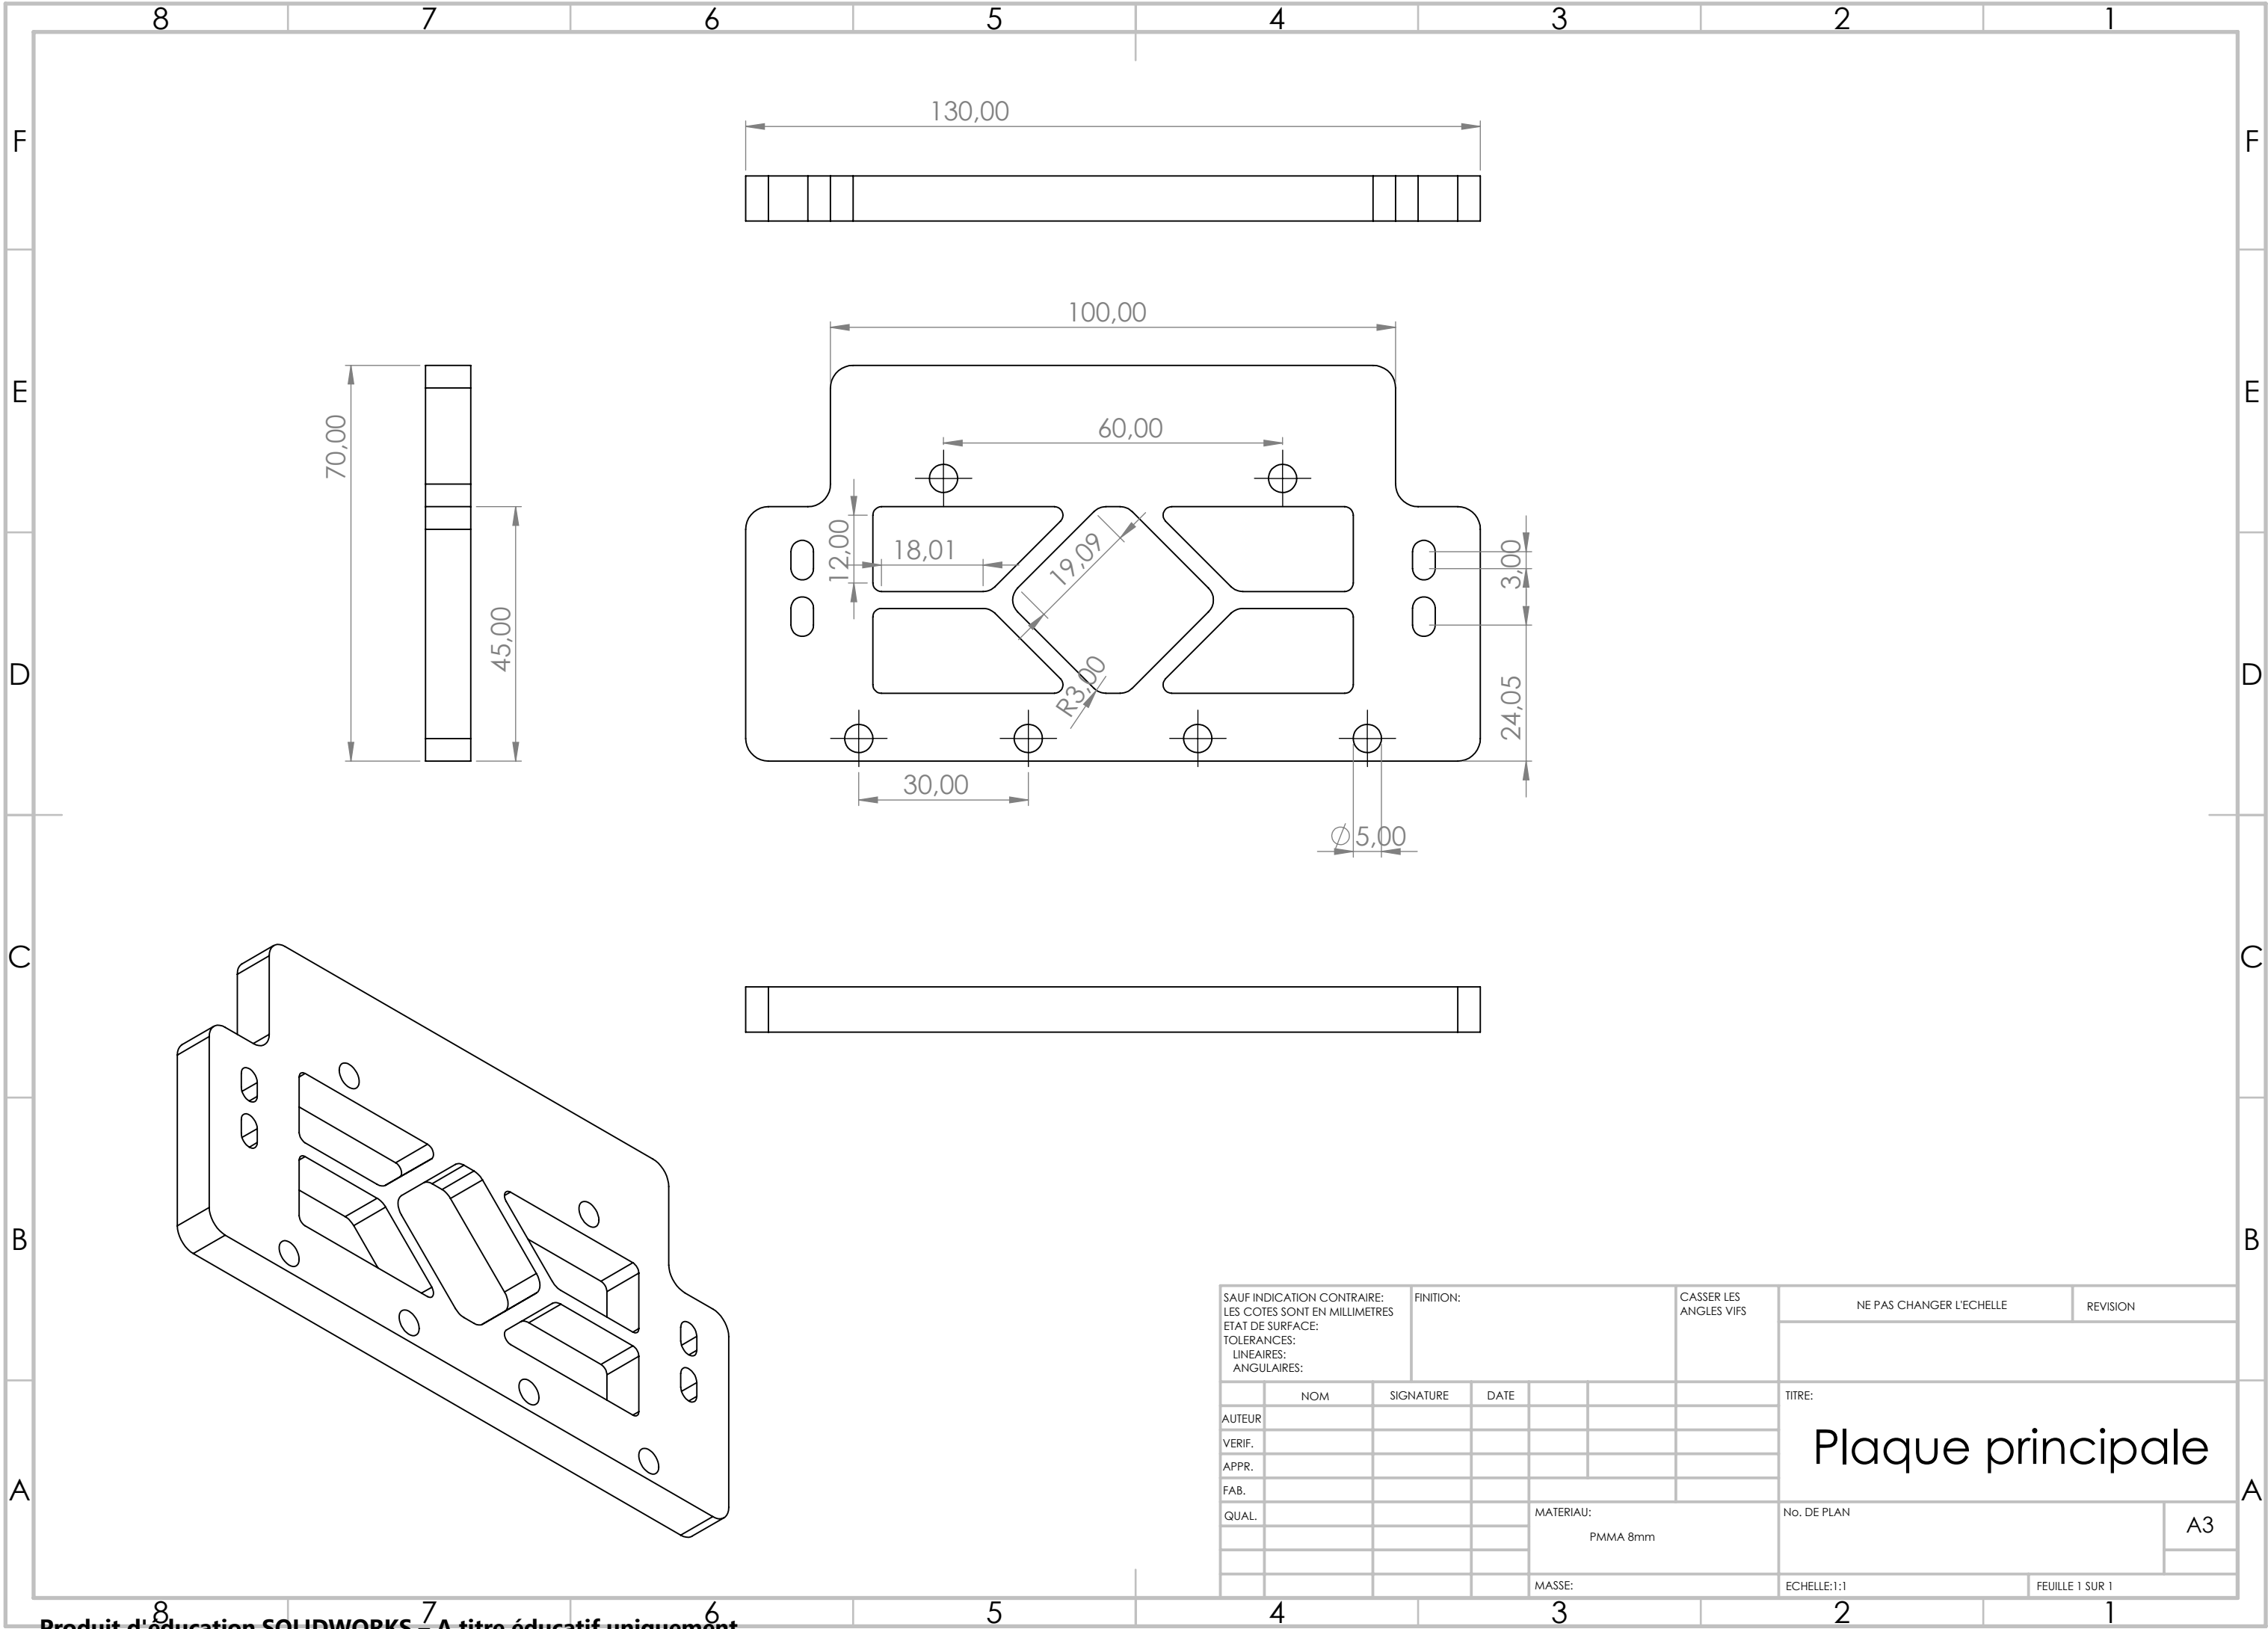 8 7 6 5 4 3 2 1
F F
130,00
100,00
E E
60,00
70,00
12,00
18,01
19,09
3,00
45,00
R3,00
24,05
D D
30,00
Ø5,00
C C
B B
SAUF INDICATION CONTRAIRE:
LES COTES SONT EN MILLIMETRES
ETAT DE SURFACE:
TOLERANCES:
LINEAIRES:
ANGULAIRES:
FINITION:
CASSER LES
ANGLES VIFS
NE PAS CHANGER L'ECHELLE
REVISION
NOM SIGNATURE DATE
AUTEUR
VERIF.
APPR.
FAB.
QUAL.
TITRE:
Plaque principale
A A
MATERIAU:
PMMA 8mm
No. DE PLAN
A3
MASSE:
ECHELLE:1:1
FEUILLE 1 SUR 1
8 7 6 5 4 3 2 1
Produit d'éducation SOLIDWORKS – A titre éducatif uniquement